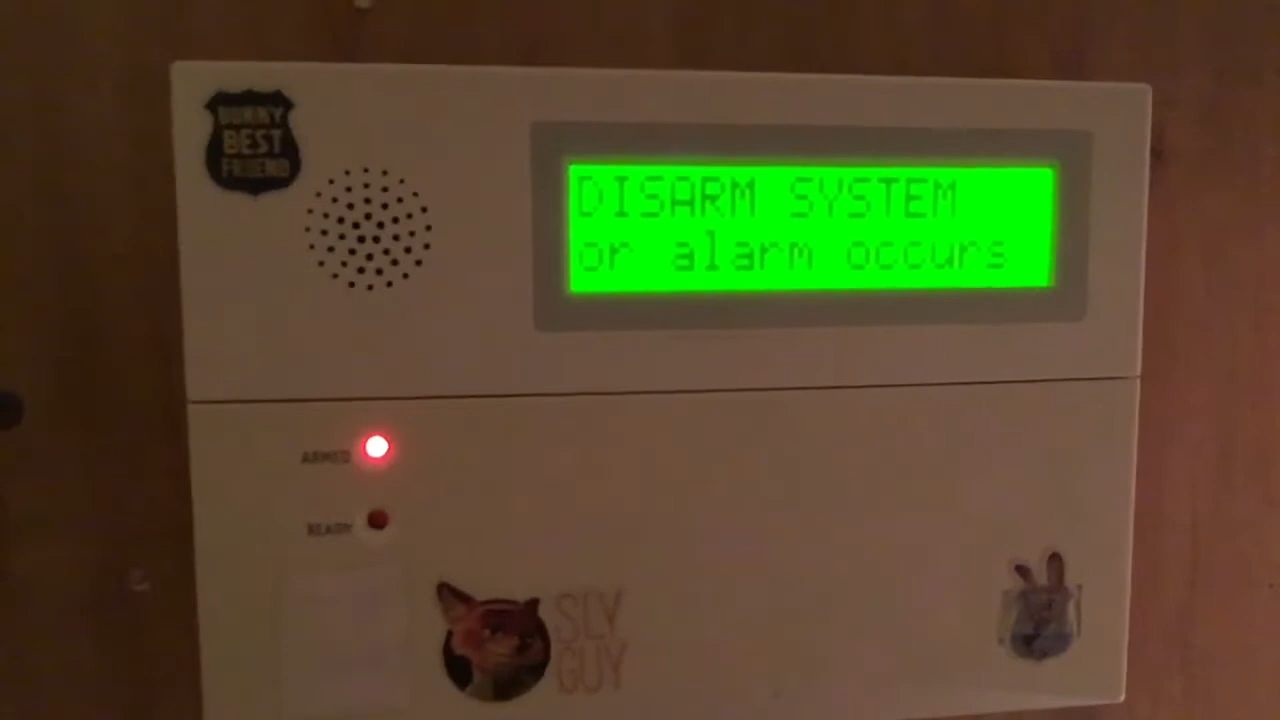 BUNNY
BEST
FRIEND
DISARM SYSTEM
or alarm occurs
ARMED
READY
SLY
GUY